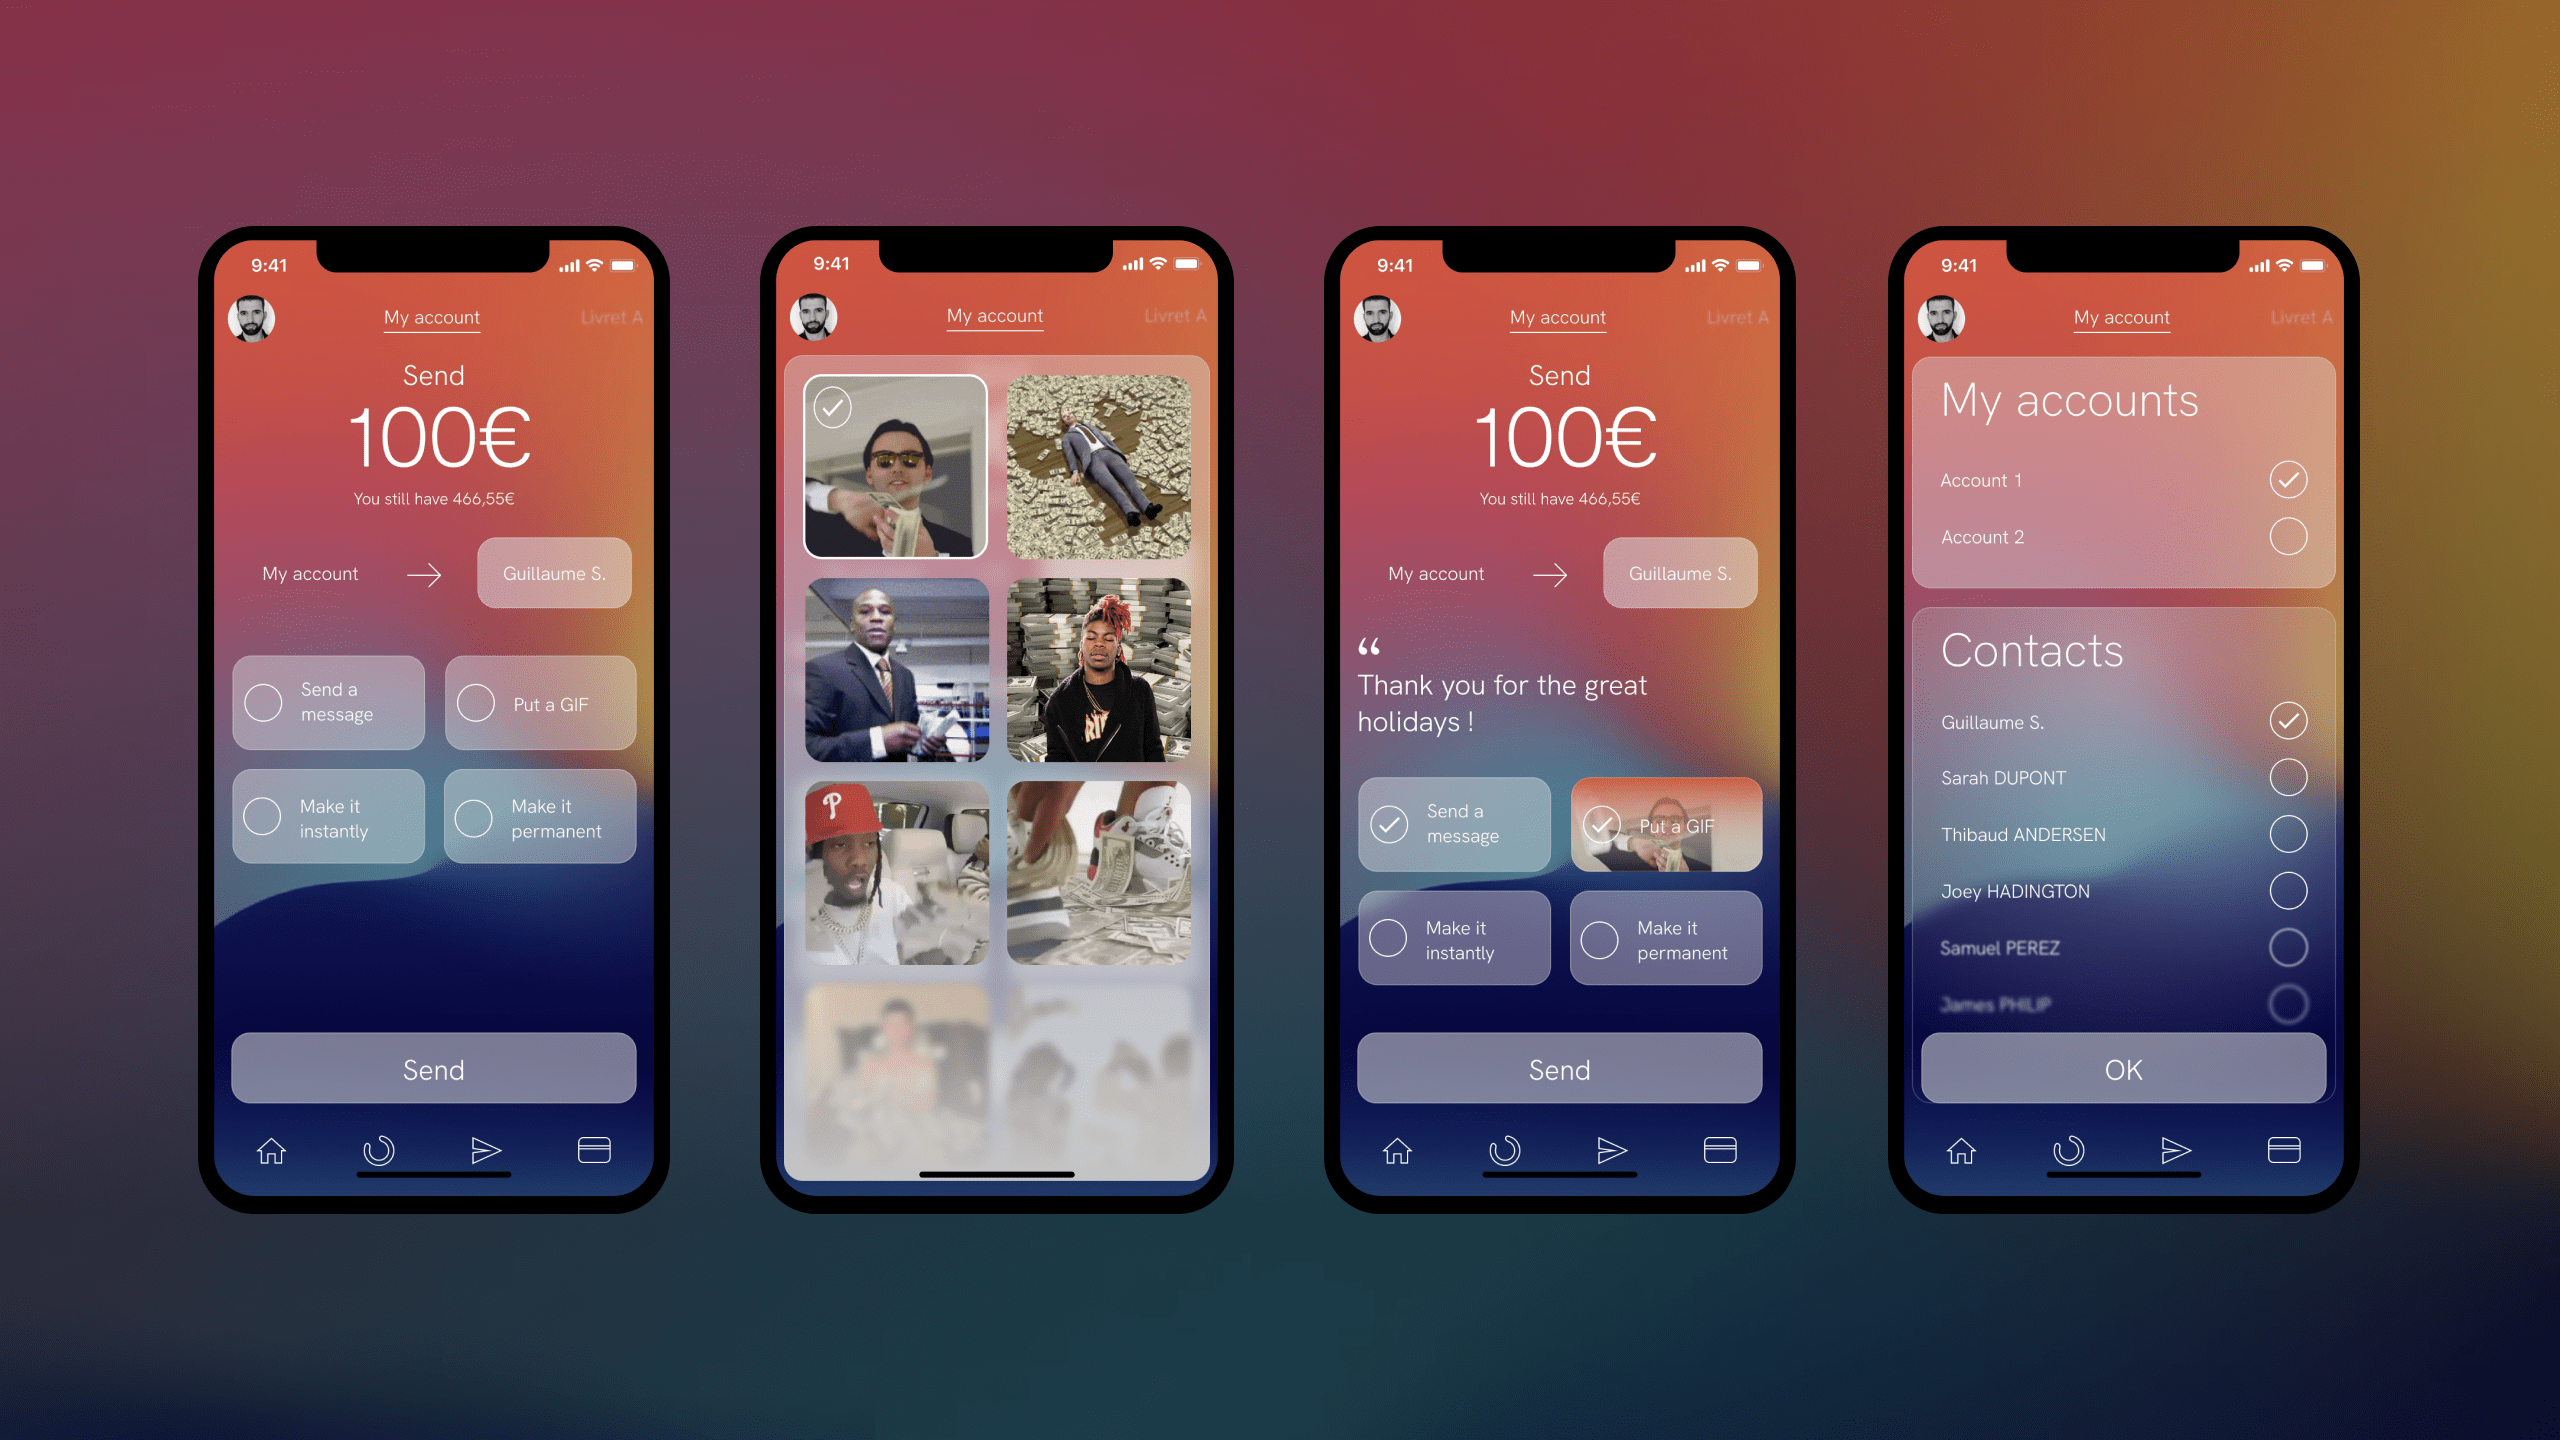 9:41
My account
Livret A
Send
100€
You still have 466,55€
My account
Guillaume S.
Send a
message
Put a GIF
Make it
instantly
Make it
permanent
Send
9:41
My account
Livret A
P
RIP
9:41
My account
Livret A
Send
100€
You still have 466,55€
My account
Guillaume S.
“
Thank you for the great
holidays !
Send a
message
Put a GIF
Make it
instantly
Make it
permanent
Send
9:41
My account
Livret A
My accounts
Account 1
Account 2
Contacts
Guillaume S.
Sarah DUPONT
Thibaud ANDERSEN
Joey HADINGTON
Samuel PEREZ
James PHILIP
OK